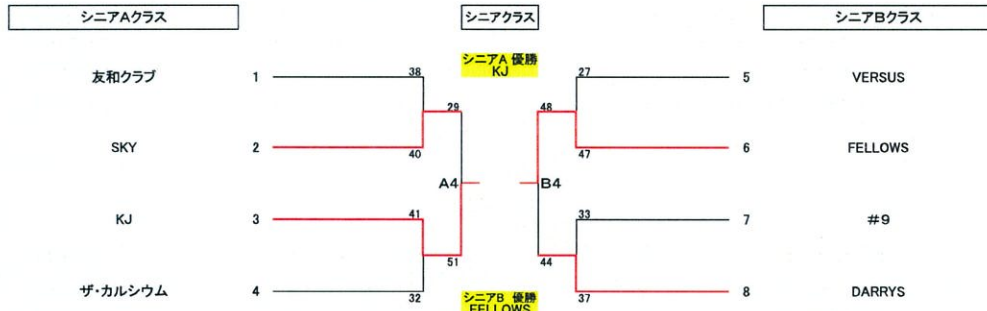 シニアAクラス シニアクラス シニアBクラス
シニアA 優勝
KJ
友和クラブ 1 38 27 5 VERSUS
29 48
SKY 2 40 47 6 FELLOWS
A4 B4
KJ 3 41 33 7 #9
51 44
ザ・カルシウム 4 32 37 8 DARRYS
シニアB 優勝
FELLOWS